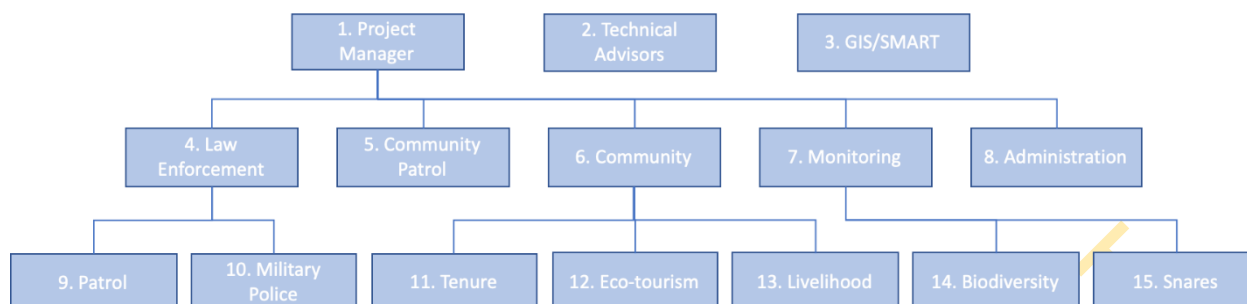 1. Project
Manager
2. Technical
Advisors
3. GIS/SMART
4. Law
Enforcement
5. Community
Patrol
6. Community
7. Monitoring
8. Administration
9. Patrol
10. Military
Police
11. Tenure
12. Eco-tourism
13. Livelihood
14. Biodiversity
15. Snares